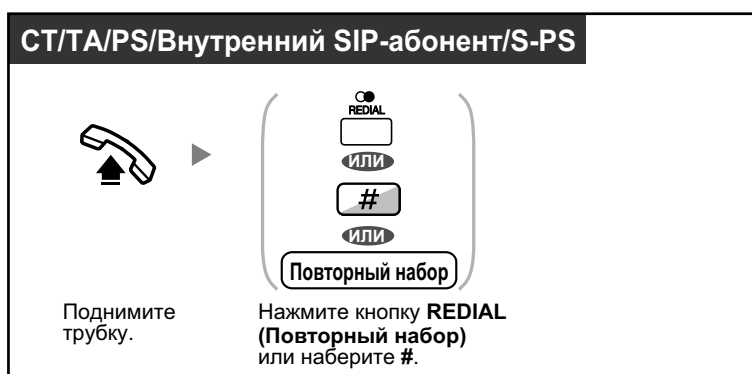 СТ/ТА/PS/Внутренний SIP-абонент/S-PS
REDIAL
ИЛИ
#
ИЛИ
Повторный набор
Поднимите
трубку.
Нажмите кнопку REDIAL
(Повторный набор)
или наберите #.